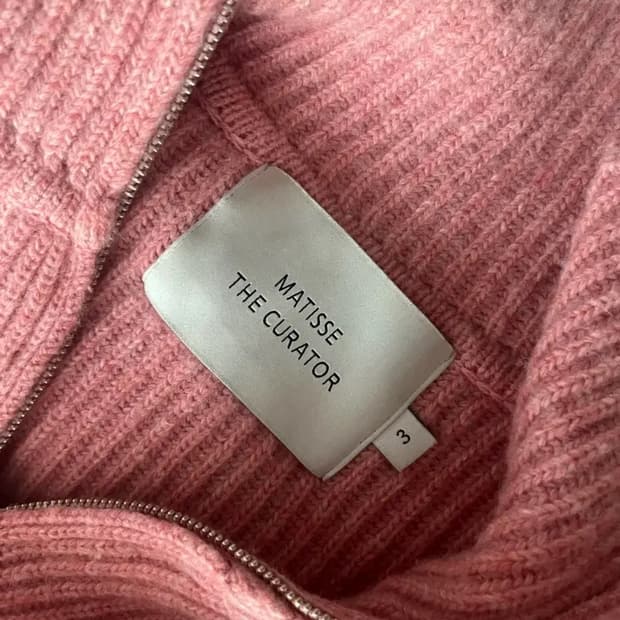 MATISSE
THE CURATOR
3